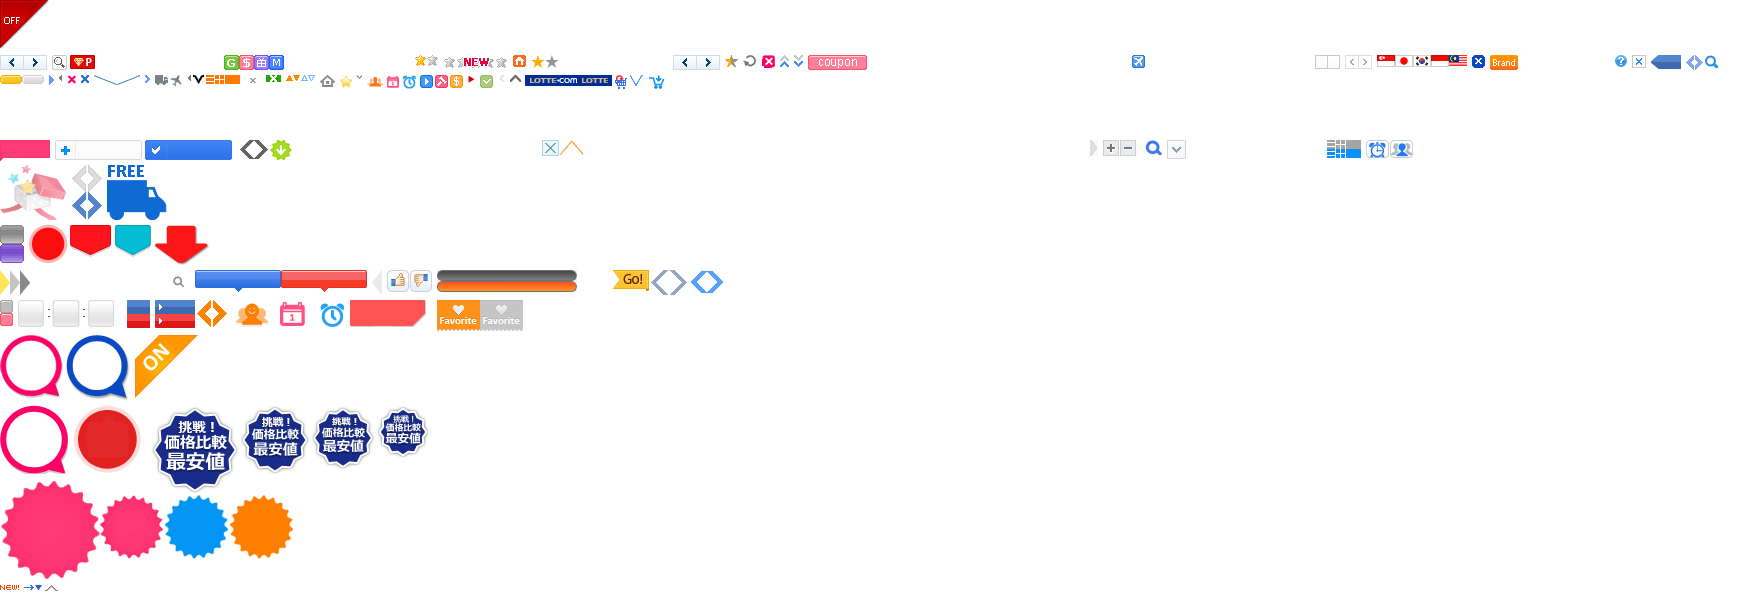 OFF
P
G S M
NEW
coupon
Brand
LOTTE.COM LOTTE
FREE
Go!
: :
1
Favorite Favorite
ON
挑戦！
価格比較
最安値
挑戦！
価格比較
最安値
挑戦！
価格比較
最安値
挑戦！
価格比較
最安値
NEW!